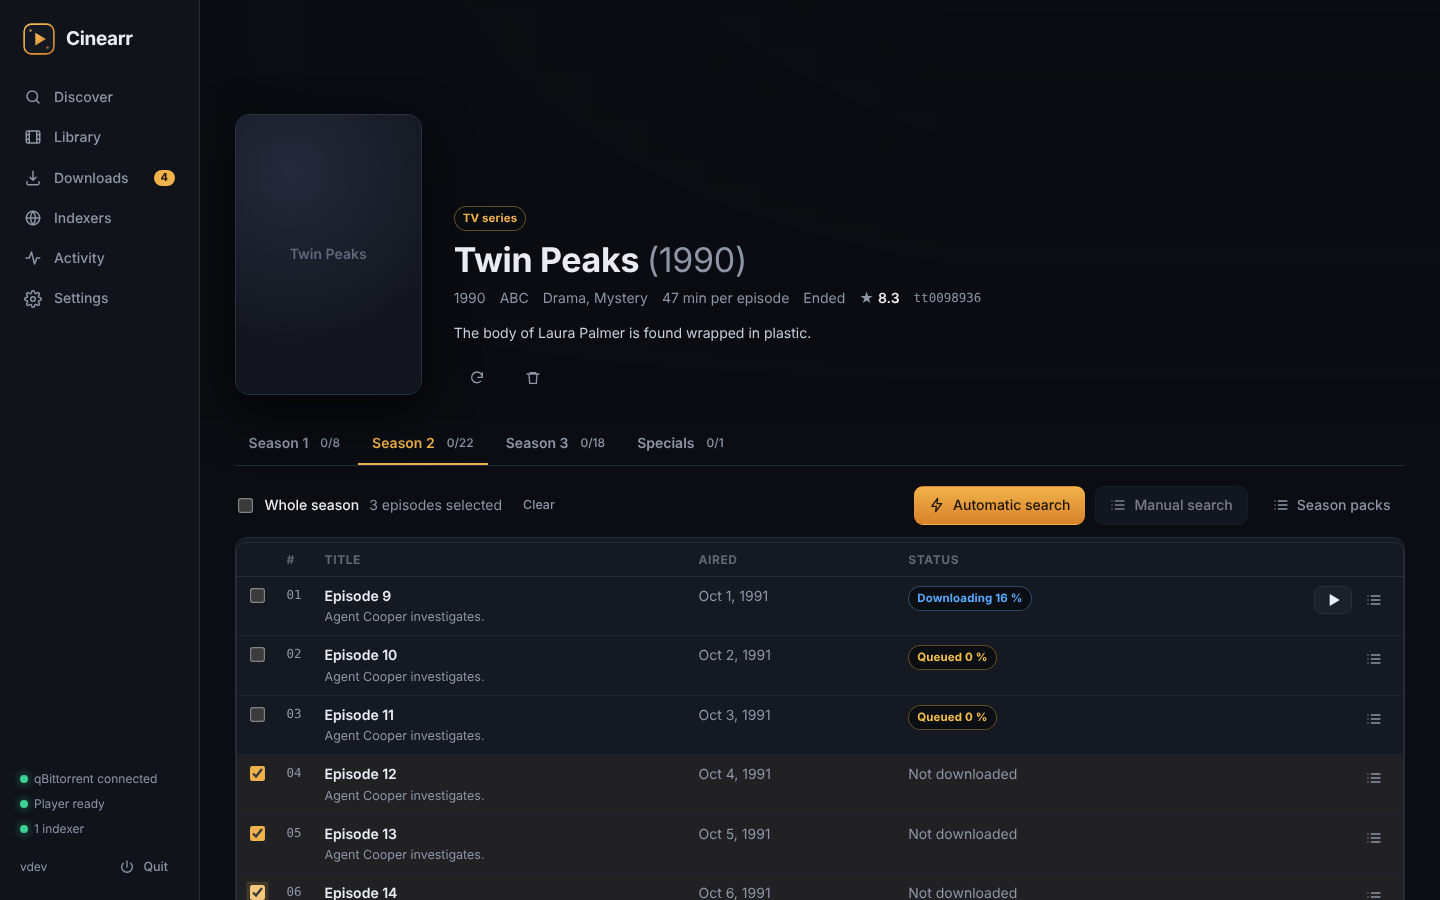 Cinearr
Discover
Library
Downloads 4
Indexers
Activity
Settings
qBittorrent connected
Player ready
1 indexer
vdev Quit
Twin Peaks
TV series
Twin Peaks (1990)
1990 ABC Drama, Mystery 47 min per episode Ended ★ 8.3 tt0098936
The body of Laura Palmer is found wrapped in plastic.
Season 1 0/8 Season 2 0/22 Season 3 0/18 Specials 0/1
Whole season 3 episodes selected Clear Automatic search Manual search Season packs
# TITLE AIRED STATUS
01 Episode 9 Oct 1, 1991 Downloading 16 %
Agent Cooper investigates.
02 Episode 10 Oct 2, 1991 Queued 0 %
Agent Cooper investigates.
03 Episode 11 Oct 3, 1991 Queued 0 %
Agent Cooper investigates.
04 Episode 12 Oct 4, 1991 Not downloaded
Agent Cooper investigates.
05 Episode 13 Oct 5, 1991 Not downloaded
Agent Cooper investigates.
06 Episode 14 Oct 6, 1991 Not downloaded